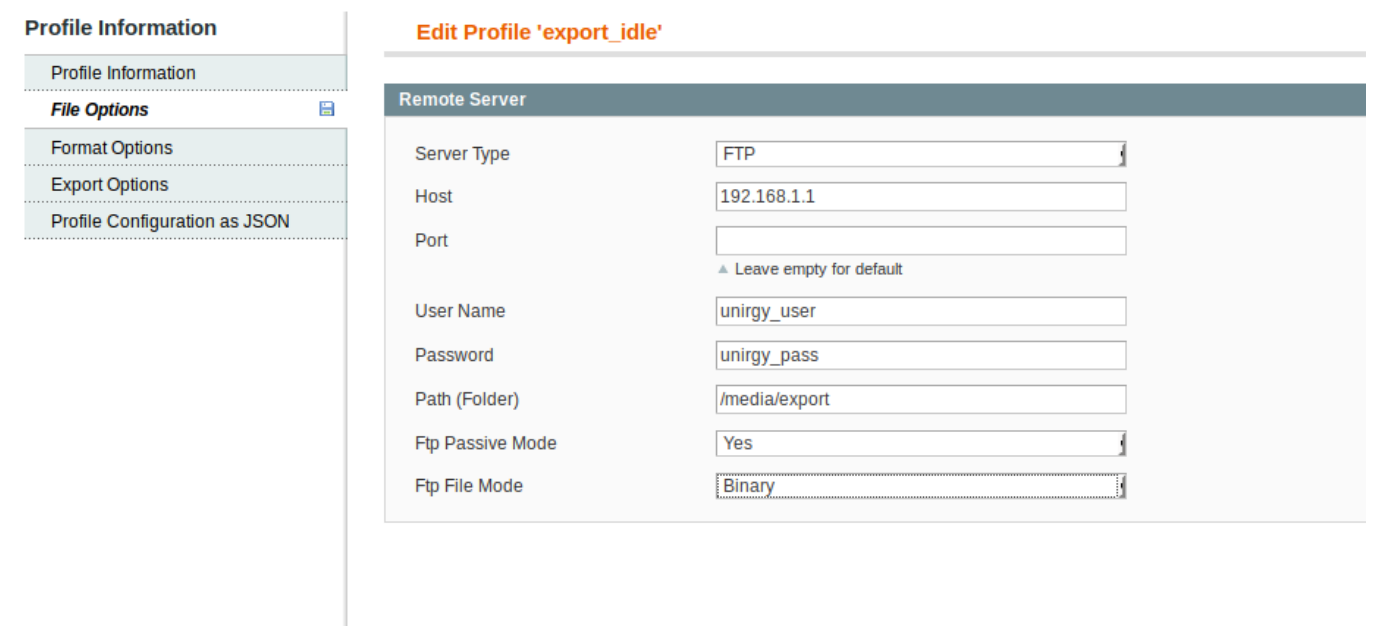 Profile Information
Edit Profile 'export_idle'
Profile Information
File Options
Format Options
Export Options
Profile Configuration as JSON
Remote Server
Server Type FTP
Host 192.168.1.1
Port
Leave empty for default
User Name unirgy_user
Password unirgy_pass
Path (Folder) /media/export
Ftp Passive Mode Yes
Ftp File Mode Binary